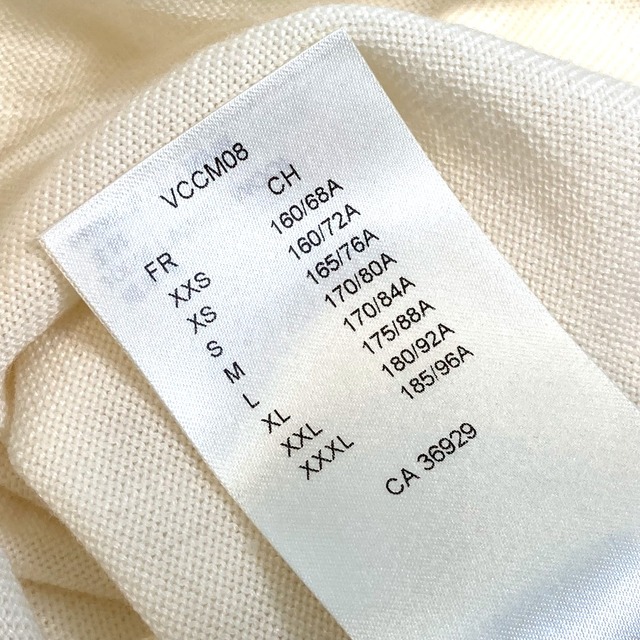 VCCM08
FR CH
XXS 160/68A
XS 160/72A
S 165/76A
M 170/80A
L 170/84A
XL 175/88A
XXL 180/92A
XXXL 185/96A
CA 36929